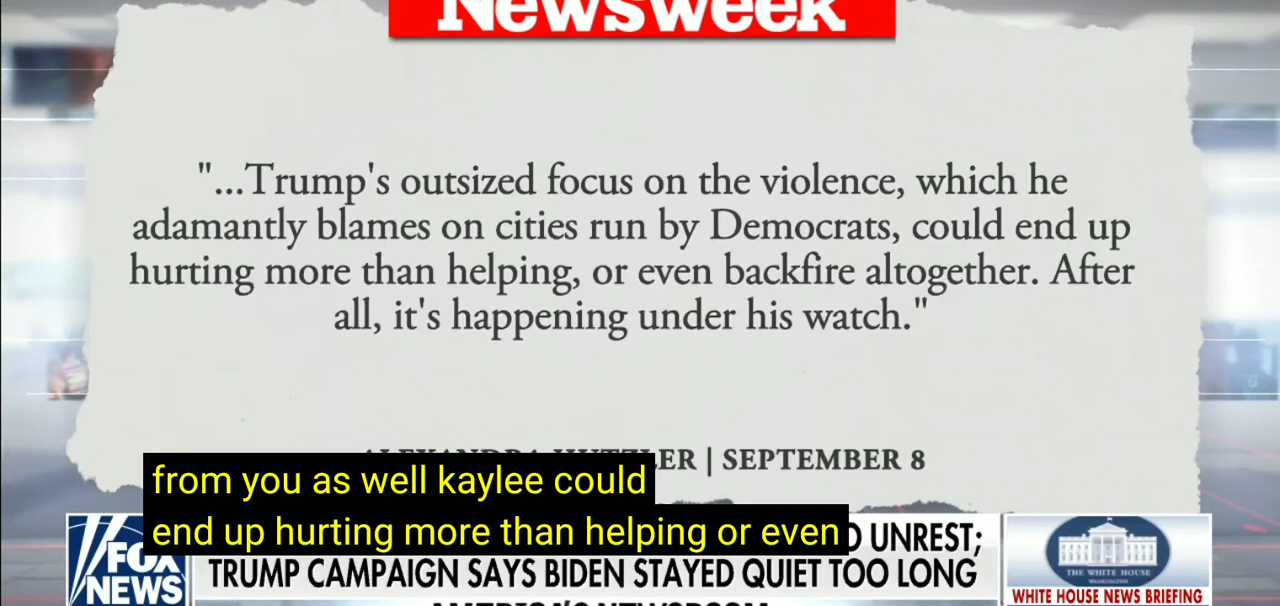 Newsweek
"...Trump's outsized focus on the violence, which he
adamantly blames on cities run by Democrats, could end up
hurting more than helping, or even backfire altogether. After
all, it's happening under his watch."
| SEPTEMBER 8
from you as well kaylee could
end up hurting more than helping or even
UNREST;
TRUMP CAMPAIGN SAYS BIDEN STAYED QUIET TOO LONG
AMERICA'S NEWSROOM
FOX
NEWS
THE WHITE HOUSE
WASHINGTON
WHITE HOUSE NEWS BRIEFING